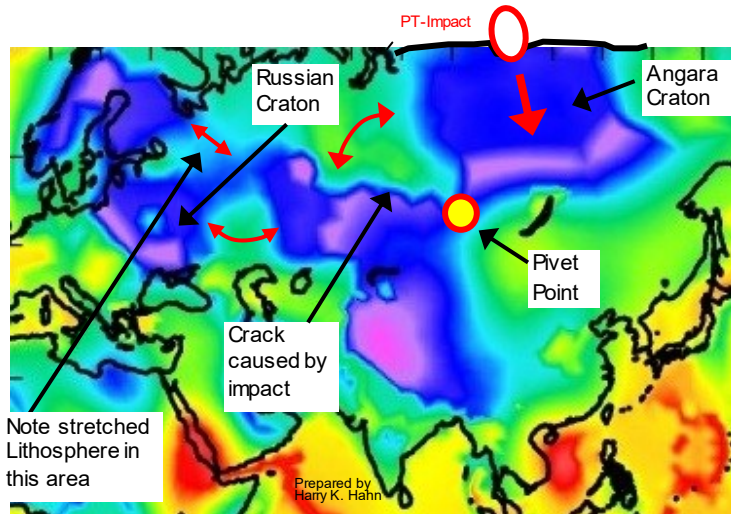 PT-Impact
Russian
Craton
Angara
Craton
Pivet
Point
Crack
caused by
impact
Note stretched
Lithosphere in
this area
Prepared by
Harry K. Hahn